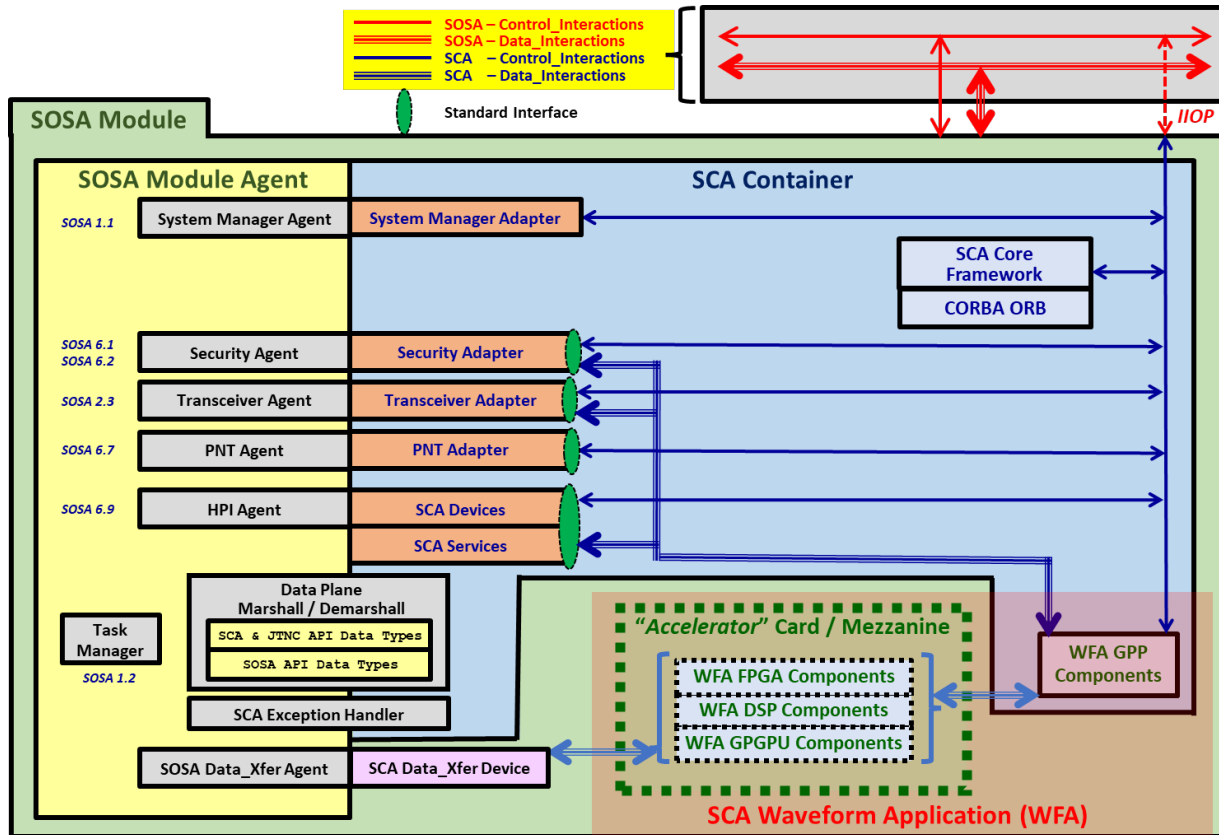 SOSA – Control_Interactions
SOSA – Data_Interactions
SCA – Control_Interactions
SCA – Data_Interactions
Standard Interface
IIOP
SOSA Module
SOSA Module Agent
SCA Container
SOSA 1.1
System Manager Agent
System Manager Adapter
SCA Core
Framework
CORBA ORB
SOSA 6.1
SOSA 6.2
Security Agent
Security Adapter
SOSA 2.3
Transceiver Agent
Transceiver Adapter
SOSA 6.7
PNT Agent
PNT Adapter
SOSA 6.9
HPI Agent
SCA Devices
SCA Services
Data Plane
Marshall / Demarshall
SCA & JTNC API Data Types
SOSA API Data Types
Task
Manager
SOSA 1.2
SCA Exception Handler
SOSA Data_Xfer Agent
SCA Data_Xfer Device
“Accelerator” Card / Mezzanine
WFA FPGA Components
WFA DSP Components
WFA GPGPU Components
WFA GPP
Components
SCA Waveform Application (WFA)